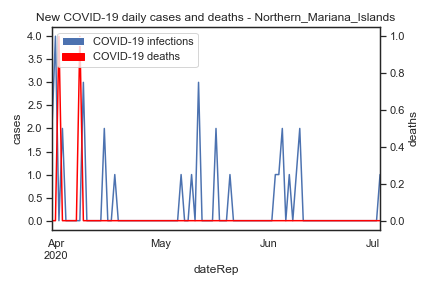 New COVID-19 daily cases and deaths - Northern_Mariana_Islands
COVID-19 infections
COVID-19 deaths
4.0
3.5
3.0
2.5
2.0
1.5
1.0
0.5
0.0
cases
1.0
0.8
0.6
0.4
0.2
0.0
deaths
Apr
2020
May
Jun
Jul
dateRep